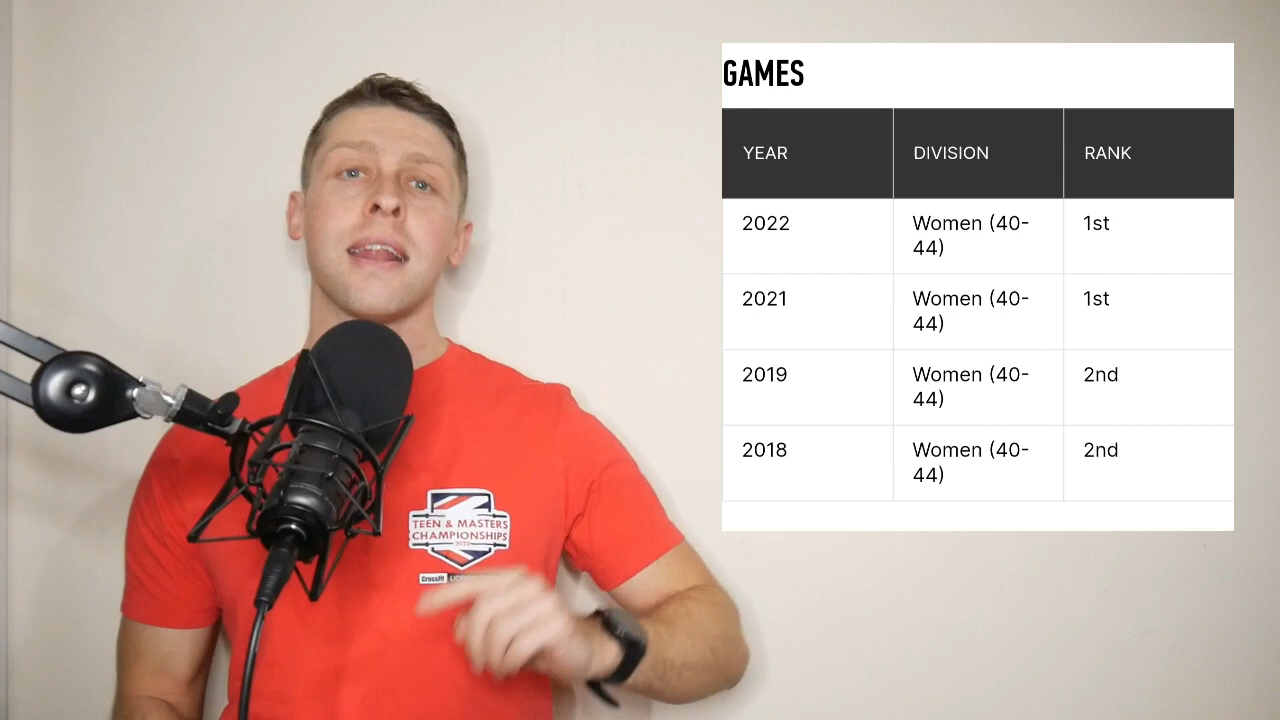 GAMES
YEAR DIVISION RANK
2022 Women (40-
44) 1st
2021 Women (40-
44) 1st
2019 Women (40-
44) 2nd
2018 Women (40-
44) 2nd
TEEN & MASTERS
CHAMPIONSHIPS
2022
CrossFit